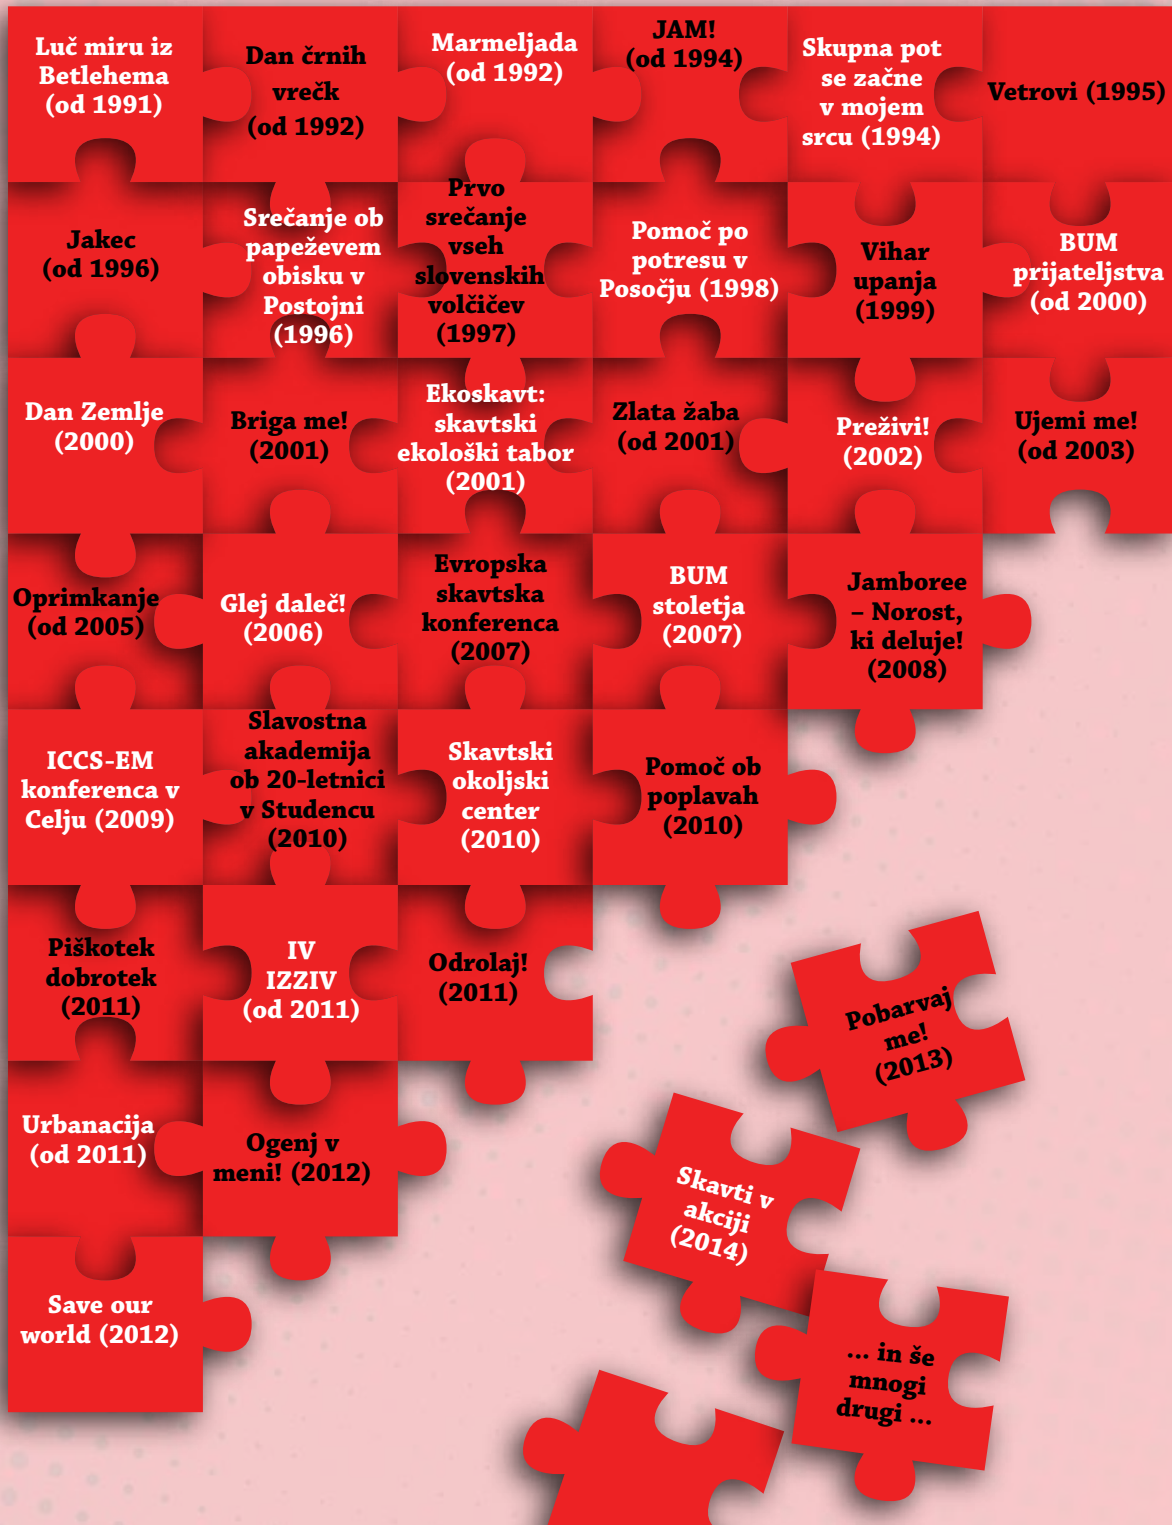 Luč miru iz
Betlehema
(od 1991)
Dan črnih
vrečk
(od 1992)
Marmeljada
(od 1992)
JAM!
(od 1994)
Skupna pot
se začne
v mojem
srcu (1994)
Vetrovi (1995)
Jakec
(od 1996)
Srečanje ob
papeževem
obisku v
Postojni
(1996)
Prvo
srečanje
vseh
slovenskih
volčičev
(1997)
Pomoč po
potresu v
Posočju (1998)
Vihar
upanja
(1999)
BUM
prijateljstva
(od 2000)
Dan Zemlje
(2000)
Briga me!
(2001)
Ekoskavt:
skavtski
ekološki tabor
(2001)
Zlata žaba
(od 2001)
Preživi!
(2002)
Ujemi me!
(od 2003)
Oprimkanje
(od 2005)
Glej daleč!
(2006)
Evropska
skavtska
konferenca
(2007)
BUM
stoletja
(2007)
Jamboree
– Norost,
ki deluje!
(2008)
ICCS-EM
konferenca v
Celju (2009)
Slavostna
akademija
ob 20-letnici
v Studencu
(2010)
Skavtski
okoljski
center
(2010)
Pomoč ob
poplavah
(2010)
Piškotek
dobrotek
(2011)
IV
IZZIV
(od 2011)
Odrolaj!
(2011)
Pobarvaj
me!
(2013)
Urbanacija
(od 2011)
Ogenj v
meni! (2012)
Skavti v
akciji
(2014)
Save our
world (2012)
... in še
mnogi
drugi ...